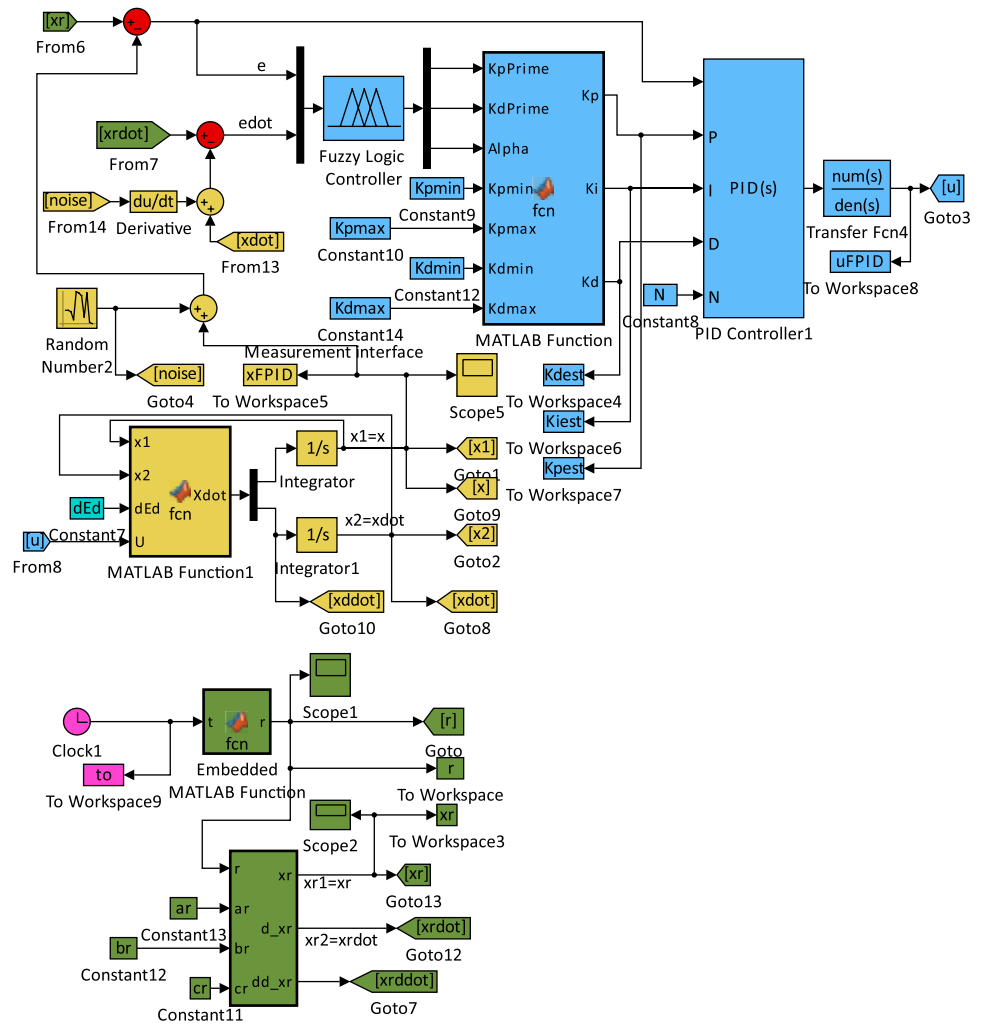 [xr]
+
-
From6
e
[xrdot]
+
-
edot
From7
[noise]
du/dt
+
+
From14
Derivative
[xdot]
From13
Fuzzy Logic
Controller
KpPrime
KdPrime
Alpha
Kpmin
Kpmax
Kdmin
Kdmax
fcn
Kp
Ki
Kd
MATLAB Function
Kpmin
Constant9
Kpmax
Constant10
Kdmin
Constant12
Kdmax
Constant14
P
I
D
N
PID(s)
PID Controller1
N
Constant8
num(s)
den(s)
Transfer Fcn4
[u]
Goto3
uFPID
To Workspace8
Random
Number2
+
+
[noise]
Goto4
Measurement Interface
xFPID
To Workspace5
Scope5
Kdest
To Workspace4
Kiest
To Workspace6
Kpest
To Workspace7
x1
x2
dEd
U
fcn
Xdot
MATLAB Function1
dEd
Constant7
[u]
From8
1/s
Integrator
x1=x
[x1]
Goto1
[x]
Goto9
1/s
Integrator1
x2=xdot
[x2]
Goto2
[xddot]
Goto10
[xdot]
Goto8
Scope1
Clock1
t
r
fcn
Embedded
MATLAB Function
[r]
Goto
to
To Workspace9
r
To Workspace
Scope2
xr
To Workspace3
r
ar
br
cr
xr
d_xr
dd_xr
xr1=xr
[xr]
Goto13
ar
Constant13
xr2=xrdot
[xrdot]
Goto12
br
Constant12
[xrddot]
Goto7
cr
Constant11